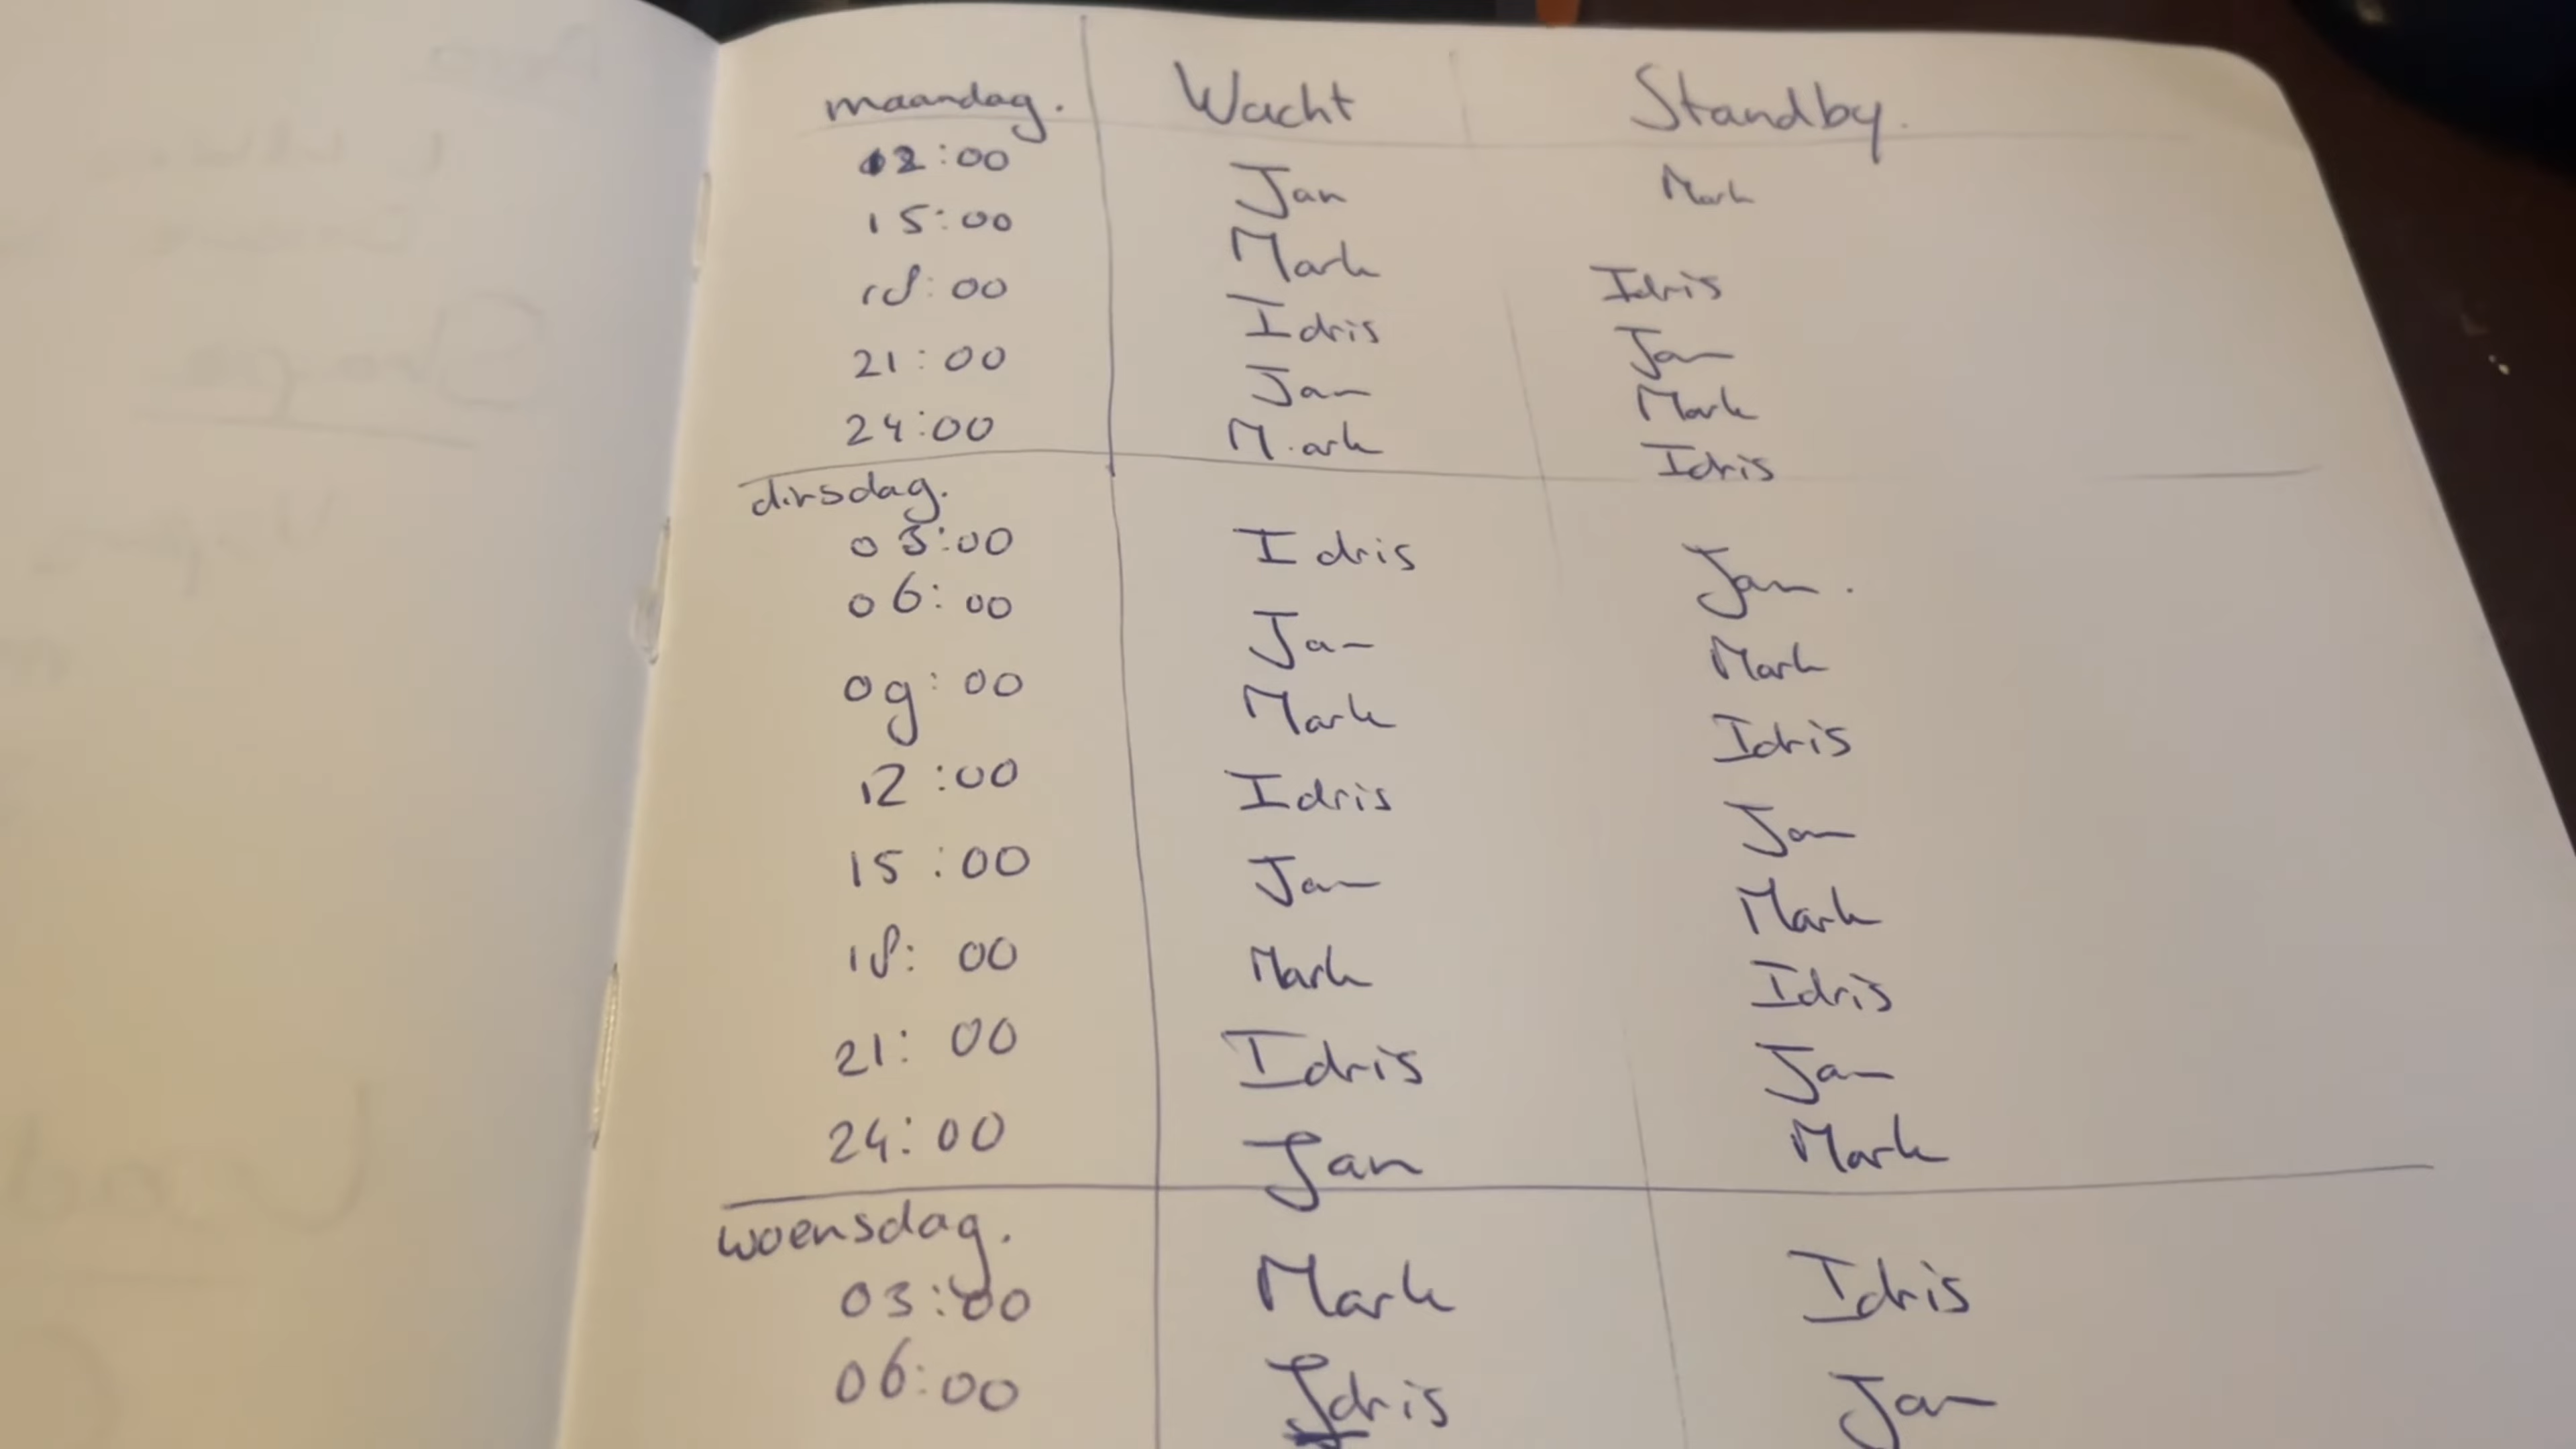 maandag. Wacht Standby.
12:00 Jan Mark
15:00 Mark Idris
18:00 Idris Jan
21:00 Jan Mark
24:00 Mark Idris
dinsdag.
03:00 Idris Jan.
06:00 Jan Mark
09:00 Mark Idris
12:00 Idris Jan
15:00 Jan Mark
18:00 Mark Idris
21:00 Idris Jan
24:00 Jan Mark
woensdag.
03:00 Mark Idris
06:00 Idris Jan